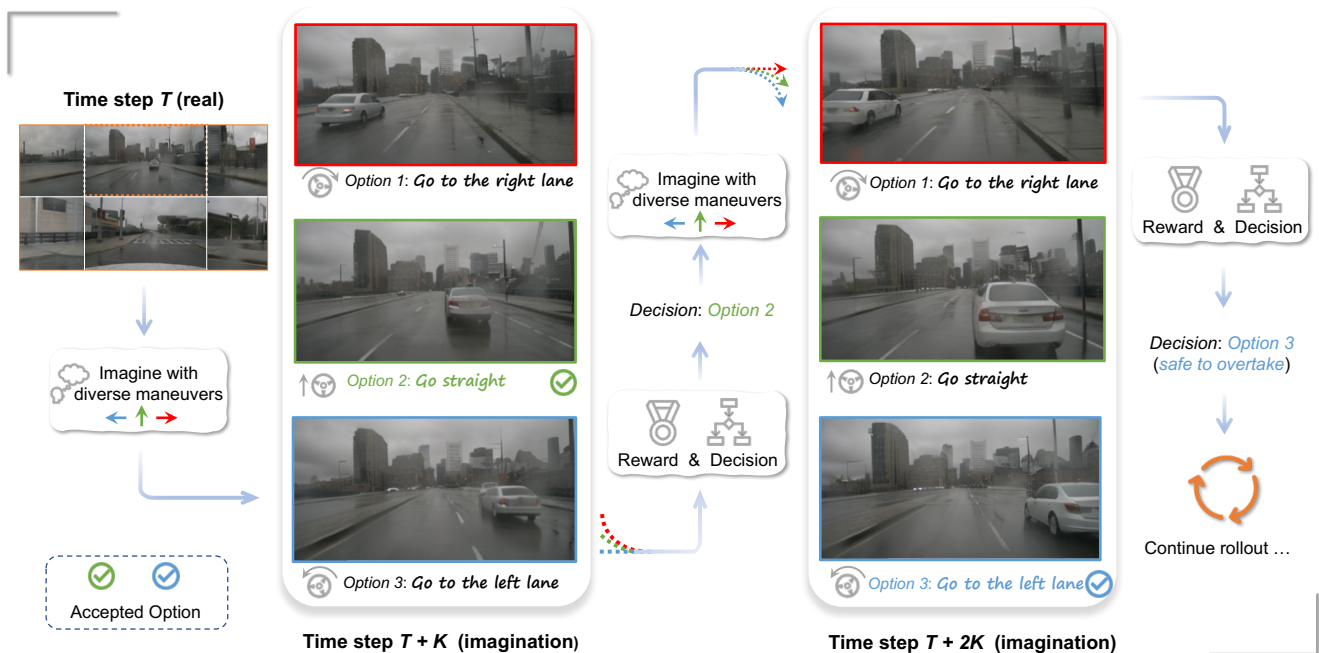 Time step T (real)
Imagine with
diverse maneuvers
Accepted Option
Option 1: Go to the right lane
Option 2: Go straight
Option 3: Go to the left lane
Time step T + K (imagination)
Reward & Decision
Decision: Option 2
Imagine with
diverse maneuvers
Option 1: Go to the right lane
Option 2: Go straight
Option 3: Go to the left lane
Time step T + 2K (imagination)
Reward & Decision
Decision: Option 3
(safe to overtake)
Continue rollout ...